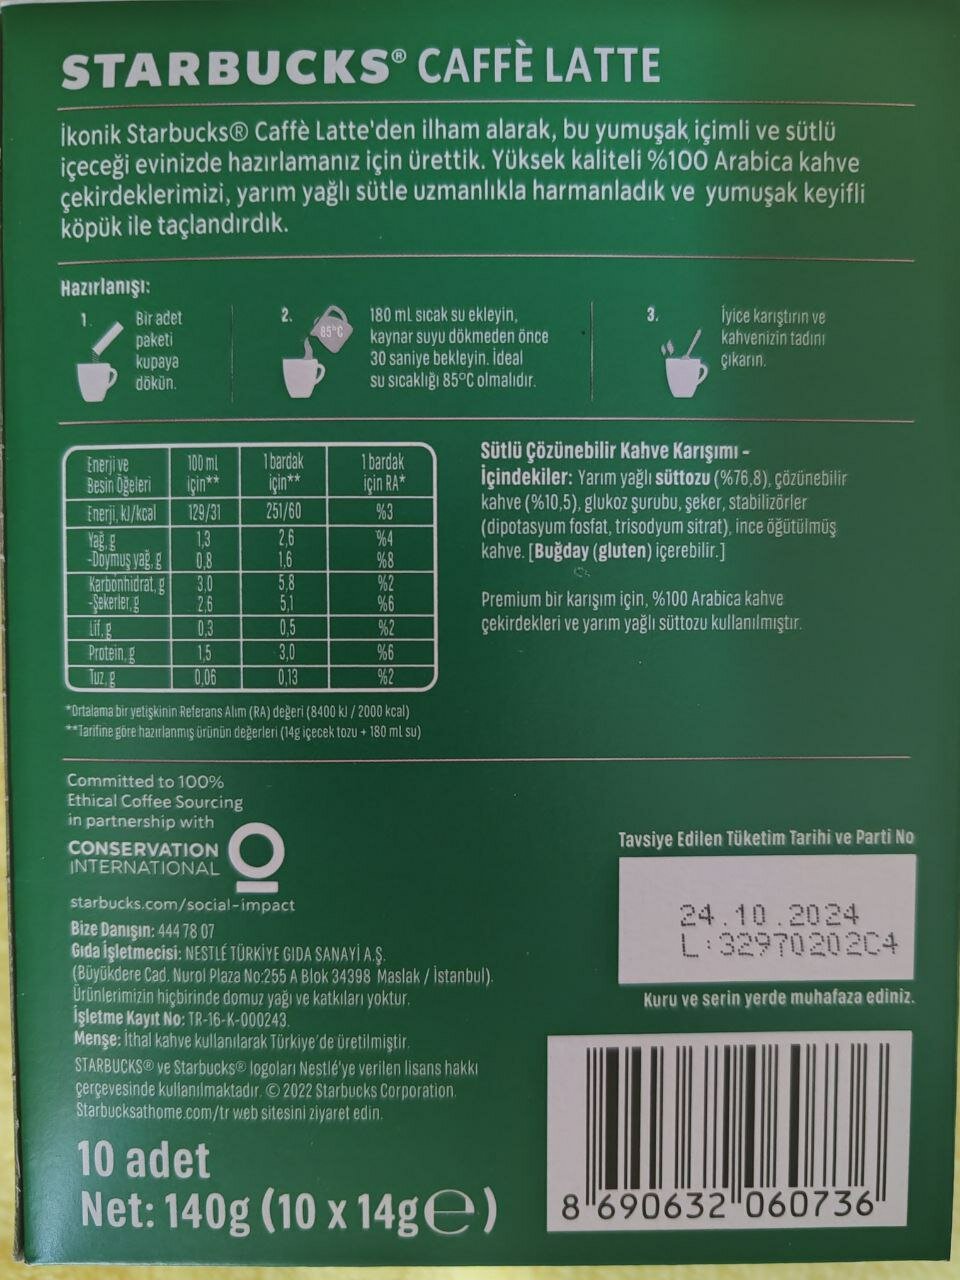 STARBUCKS® CAFFÈ LATTE
İkonik Starbucks® Caffè Latte'den ilham alarak, bu yumuşak içimli ve sütlü
içeceği evinizde hazırlamanız için ürettik. Yüksek kaliteli %100 Arabica kahve
çekirdeklerimizi, yarım yağlı sütle uzmanlıkla harmanladık ve yumuşak keyifli
köpük ile taçlandırdık.
Hazırlanışı:
1. Bir adet
paketi
kupaya
dökün.
2. 85°C
180 mL sıcak su ekleyin,
kaynar suyu dökmeden önce
30 saniye bekleyin. İdeal
su sıcaklığı 85°C olmalıdır.
3. İyice karıştırın ve
kahvenizin tadını
çıkarın.
Enerji ve Besin Öğeleri 100 mL için** 1 bardak için** 1 bardak için RA*
Enerji, kJ/kcal 129/31 251/60 %3
Yağ, g 1,3 2,6 %4
-Doymuş yağ, g 0,8 1,6 %8
Karbonhidrat, g 3,0 5,8 %2
-Şekerler, g 2,6 5,1 %6
Lif, g 0,3 0,5 %2
Protein, g 1,5 3,0 %6
Tuz, g 0,06 0,13 %2
*Ortalama bir yetişkinin Referans Alım (RA) değeri (8400 kJ / 2000 kcal)
**Tarifine göre hazırlanmış ürünün değerleri (14g içecek tozu + 180 mL su)
Sütlü Çözünebilir Kahve Karışımı -
İçindekiler: Yarım yağlı süttozu (%76,8), çözünebilir
kahve (%10,5), glukoz şurubu, şeker, stabilizörler
(dipotasyum fosfat, trisodyum sitrat), ince öğütülmüş
kahve. [Buğday (gluten) içerebilir.]
Premium bir karışım için, %100 Arabica kahve
çekirdekleri ve yarım yağlı süttozu kullanılmıştır.
Committed to 100%
Ethical Coffee Sourcing
in partnership with
CONSERVATION
INTERNATIONAL
starbucks.com/social-impact
Bize Danışın: 444 78 07
Gıda İşletmecisi: NESTLÉ TÜRKİYE GIDA SANAYİ A.Ş.
(Büyükdere Cad. Nurol Plaza No:255 A Blok 34398 Maslak / İstanbul).
Ürünlerimizin hiçbirinde domuz yağı ve katkıları yoktur.
İşletme Kayıt No: TR-16-K-000243.
Menşe: İthal kahve kullanılarak Türkiye'de üretilmiştir.
STARBUCKS® ve Starbucks® logoları Nestlé'ye verilen lisans hakkı
çerçevesinde kullanılmaktadır. © 2022 Starbucks Corporation.
Starbucksathome.com/tr web sitesini ziyaret edin.
10 adet
Net: 140g (10 x 14g ℮)
Tavsiye Edilen Tüketim Tarihi ve Parti No
24.10.2024
L:32970202C4
Kuru ve serin yerde muhafaza ediniz.
8 690632 060736